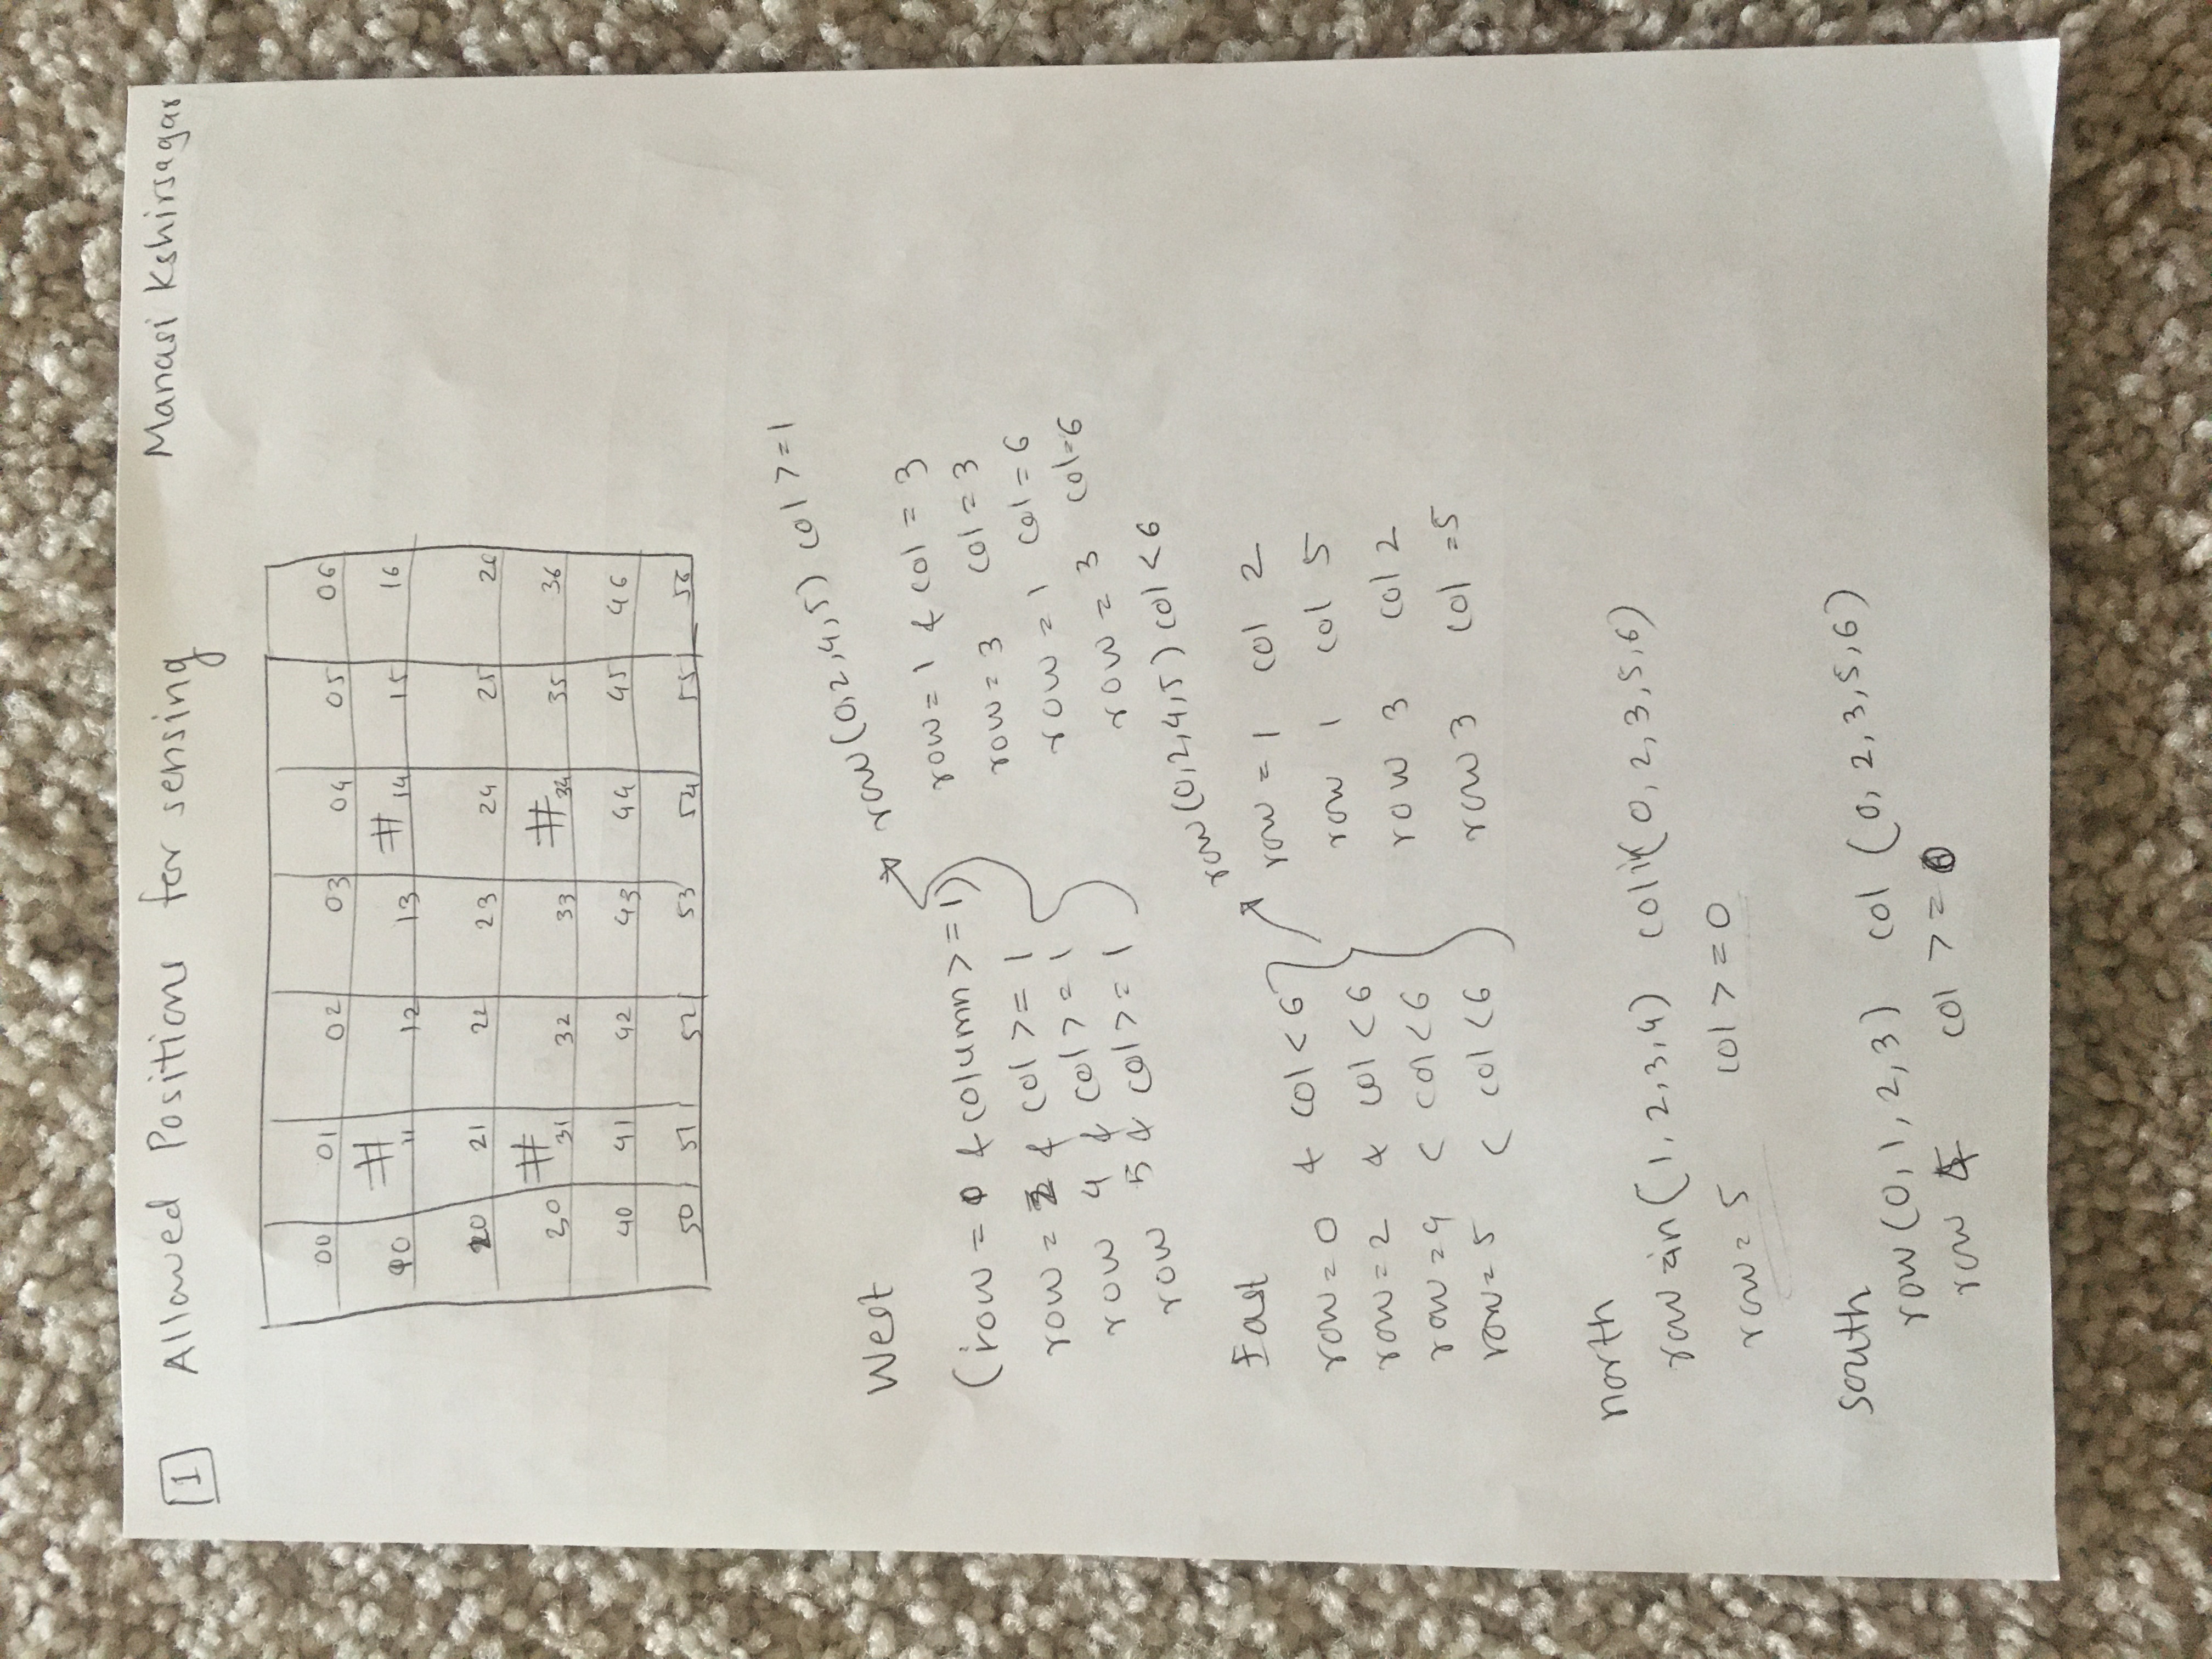 1 Allowed Positions for sensing Manasi Kshirsagar
00 01 02 03 04 05 06
10 # 11 12 13 # 14 15 16
20 21 22 23 24 25 26
30 # 31 32 33 # 34 35 36
40 41 42 43 44 45 46
50 51 52 53 54 55 56
West
(row = 0 & column >= 1)
row = 2 & col >= 1
row 4 & col >= 1
row 5 & col >= 1
row (0,2,4,5) col >= 1
row = 1 & col = 3
row = 3 col = 3
row = 1 col = 6
row = 3 col = 6
East
row = 0 & col < 6
row = 2 & col < 6
row = 4 & col < 6
row = 5 & col < 6
row (0,2,4,5) col < 6
row = 1 col 2
row 1 col 5
row 3 col 2
row 3 col = 5
north
row in (1, 2, 3, 4) col in( 0, 2, 3, 5, 6)
row = 5 col >= 0
south
row (0, 1, 2, 3) col (0, 2, 3, 5, 6)
row col >= 0